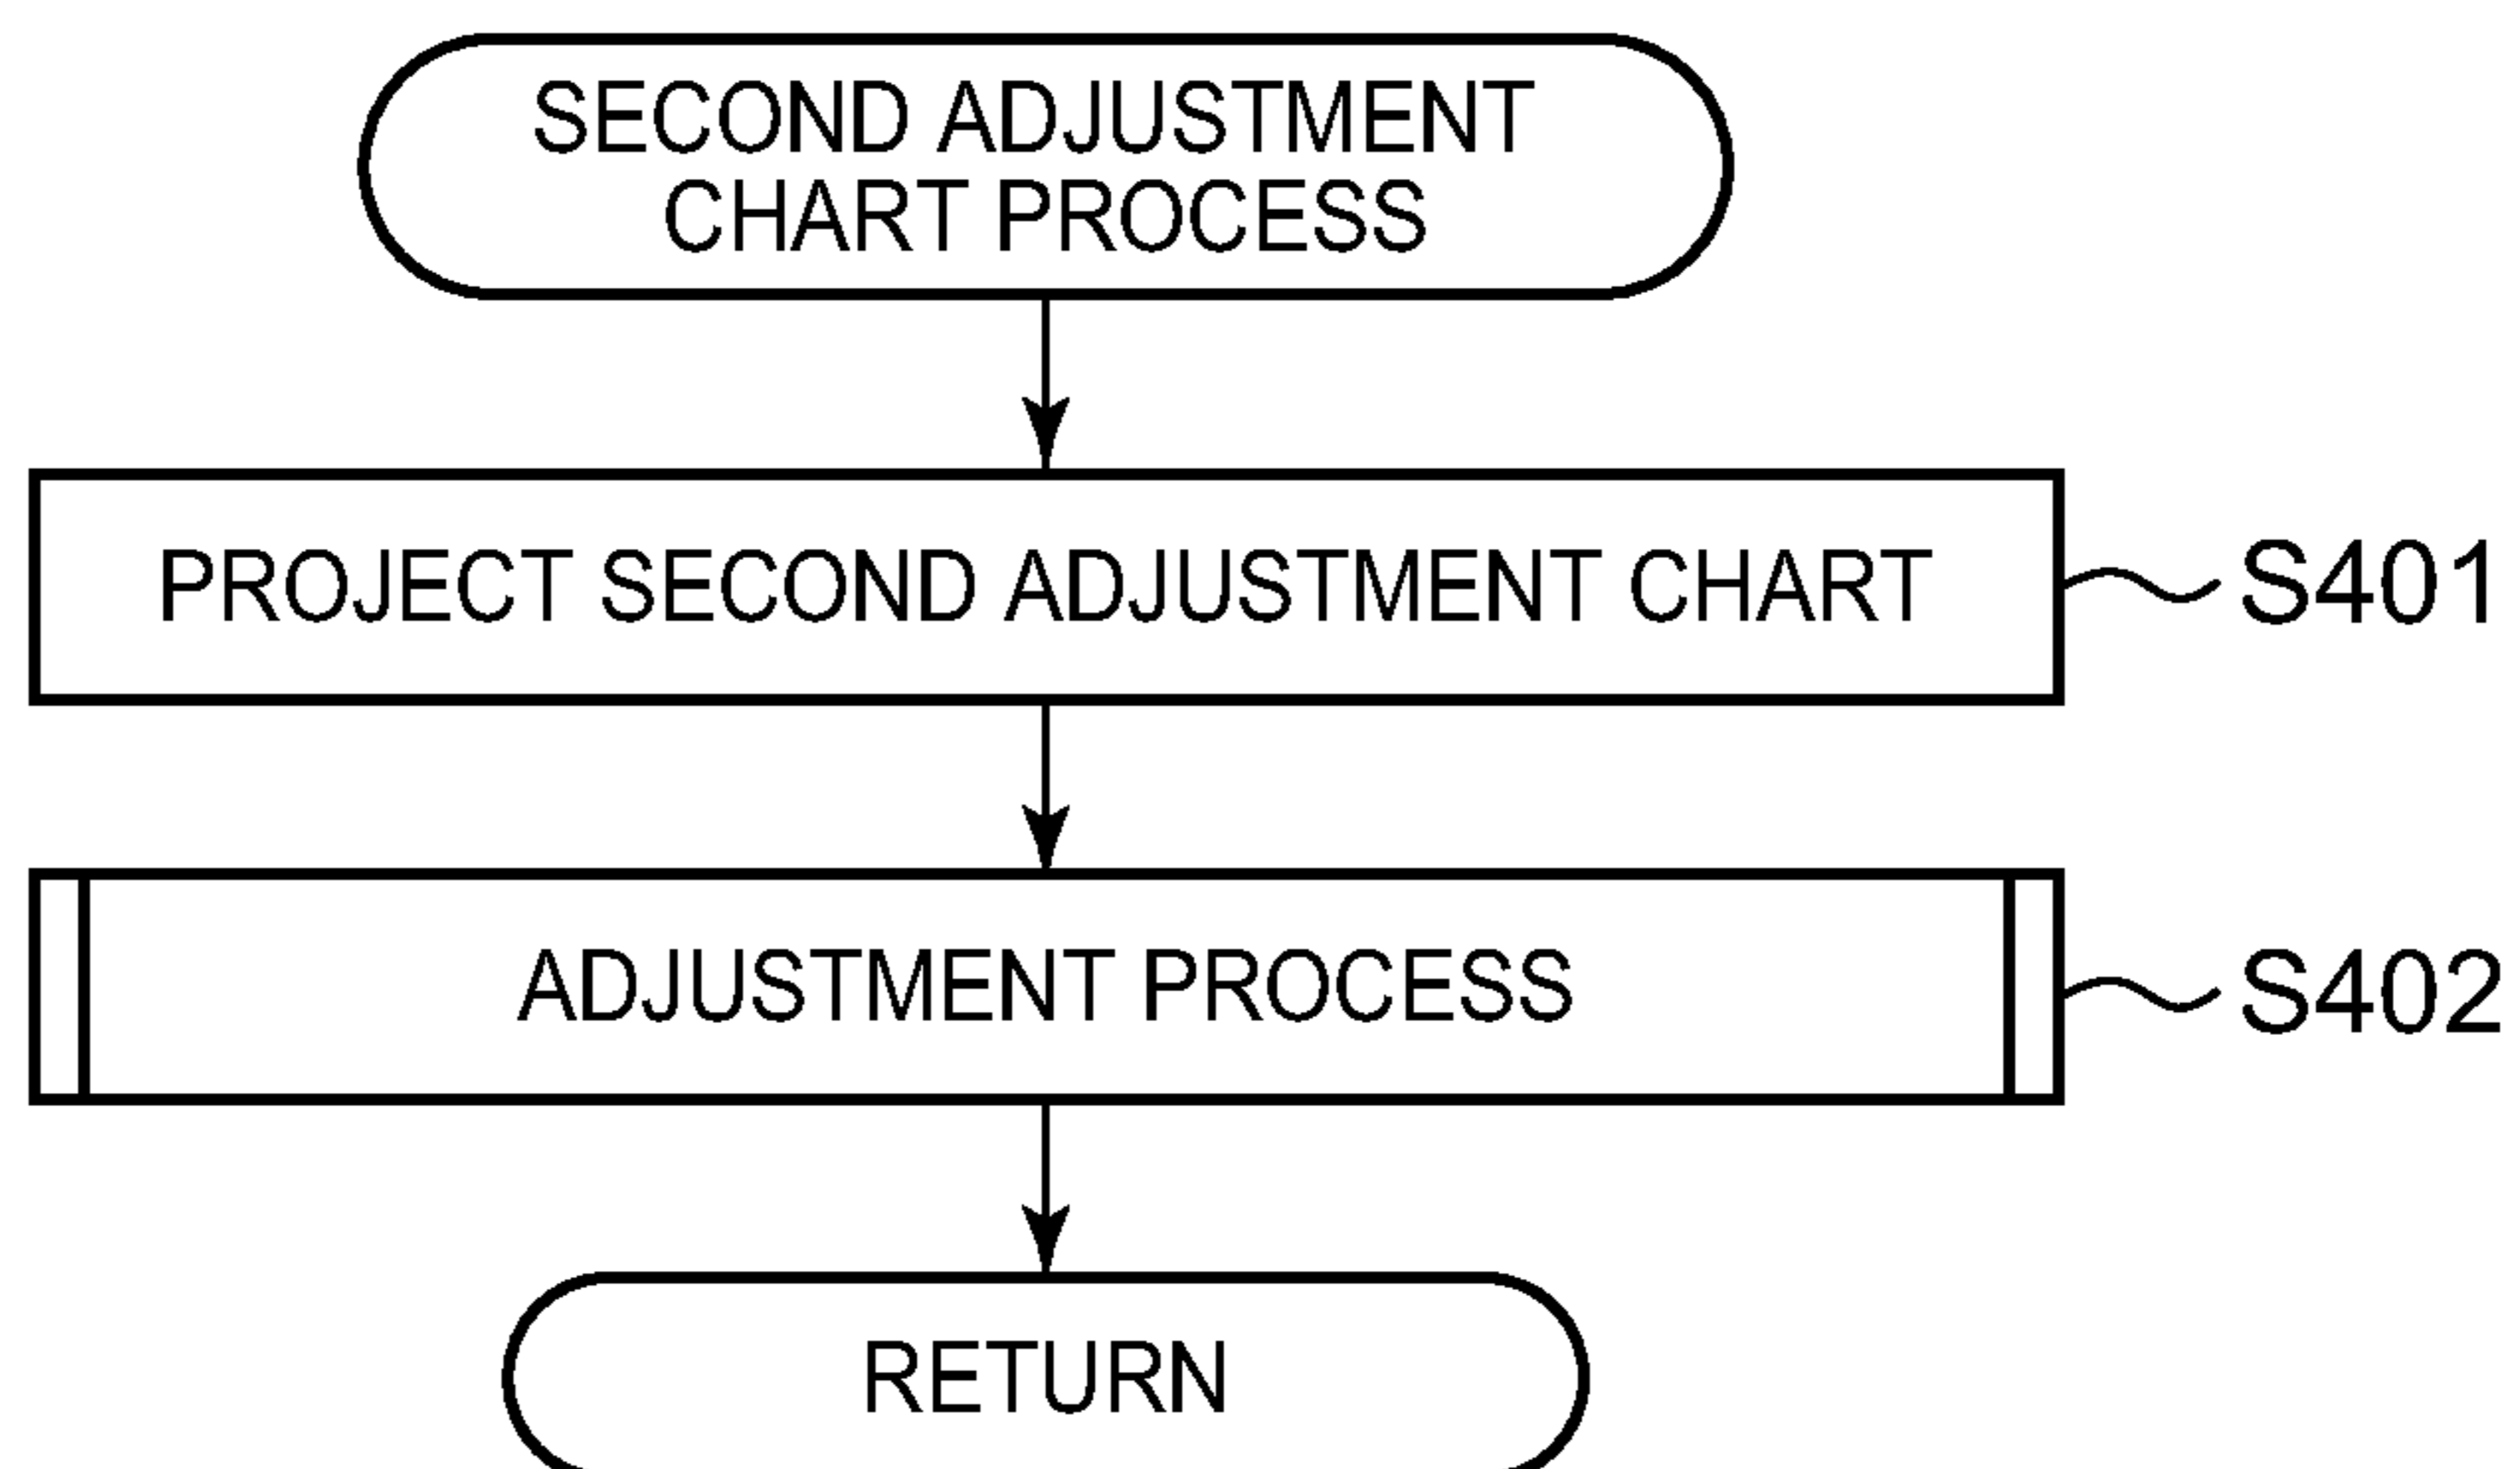 SECOND ADJUSTMENT
CHART PROCESS
PROJECT SECOND ADJUSTMENT CHART
S401
ADJUSTMENT PROCESS
S402
RETURN